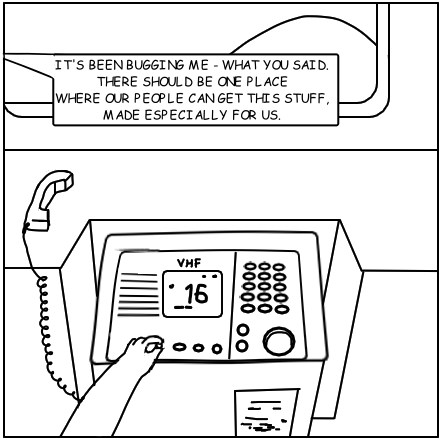 IT'S BEEN BUGGING ME - WHAT YOU SAID.
THERE SHOULD BE ONE PLACE
WHERE OUR PEOPLE CAN GET THIS STUFF,
MADE ESPECIALLY FOR US.
VHF
16